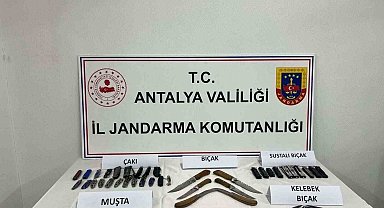 T.C.
ANTALYA VALİLİĞİ
İL JANDARMA KOMUTANLIĞI
ÇAKI
BIÇAK
SUSTALI BIÇAK
MUŞTA
KELEBEK
BIÇAK